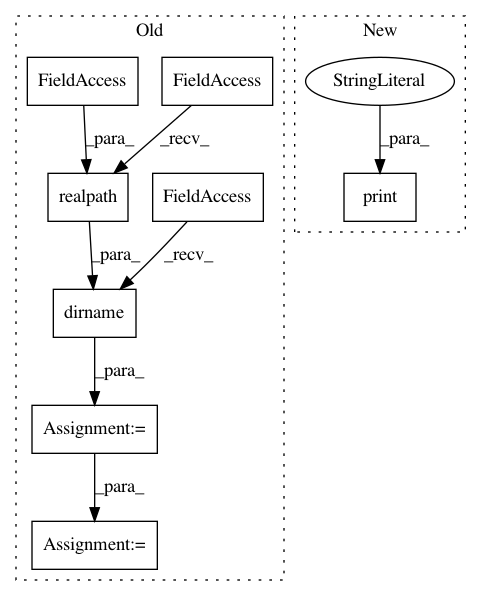 Old
New
FieldAccess
FieldAccess
StringLiteral
_para_
_recv_
_para_
realpath
FieldAccess
print
_para_
_recv_
dirname
_para_
Assignment:=
_para_
Assignment:=